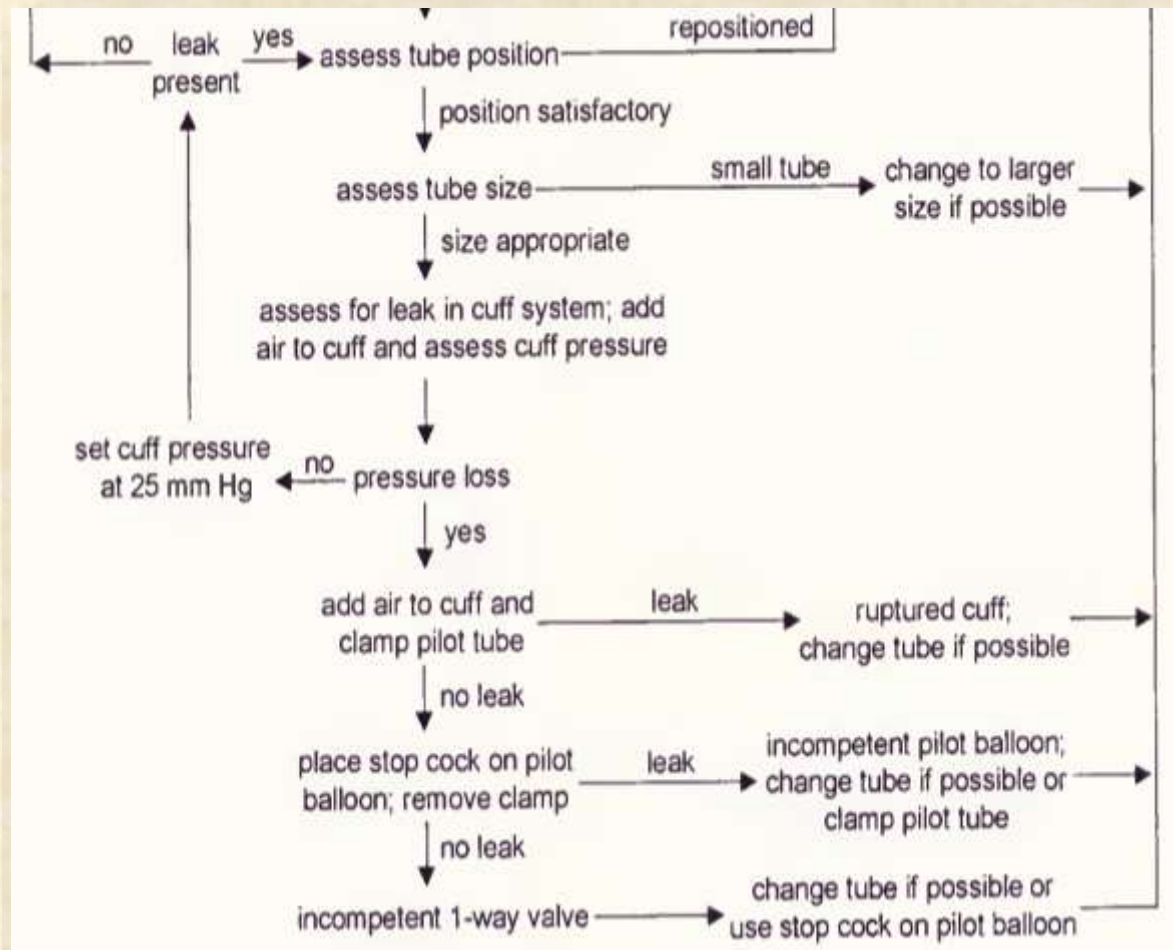 repositioned
no
leak
present
yes
assess tube position
position satisfactory
assess tube size
small tube
change to larger
size if possible
size appropriate
assess for leak in cuff system; add
air to cuff and assess cuff pressure
set cuff pressure
at 25 mm Hg
no
pressure loss
yes
add air to cuff and
clamp pilot tube
leak
ruptured cuff;
change tube if possible
no leak
place stop cock on pilot
balloon; remove clamp
leak
incompetent pilot balloon;
change tube if possible or
clamp pilot tube
no leak
incompetent 1-way valve
change tube if possible or
use stop cock on pilot balloon